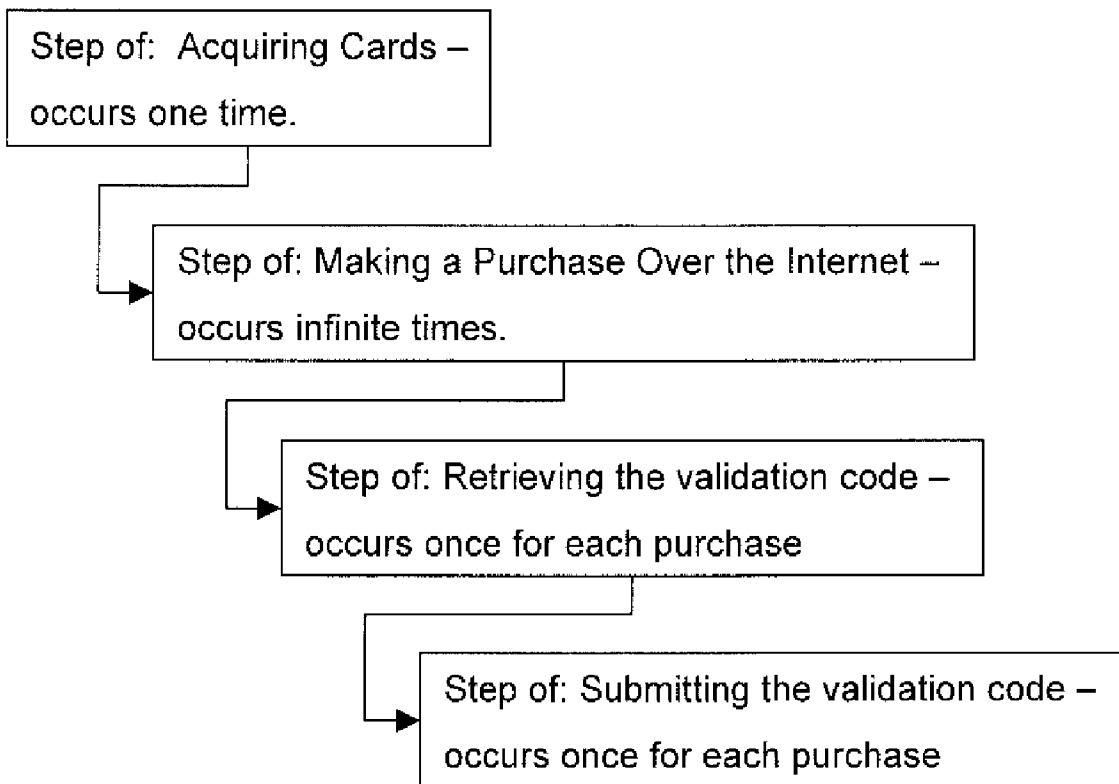 Step of: Acquiring Cards –
occurs one time.
Step of: Making a Purchase Over the Internet –
occurs infinite times.
Step of: Retrieving the validation code –
occurs once for each purchase
Step of: Submitting the validation code –
occurs once for each purchase